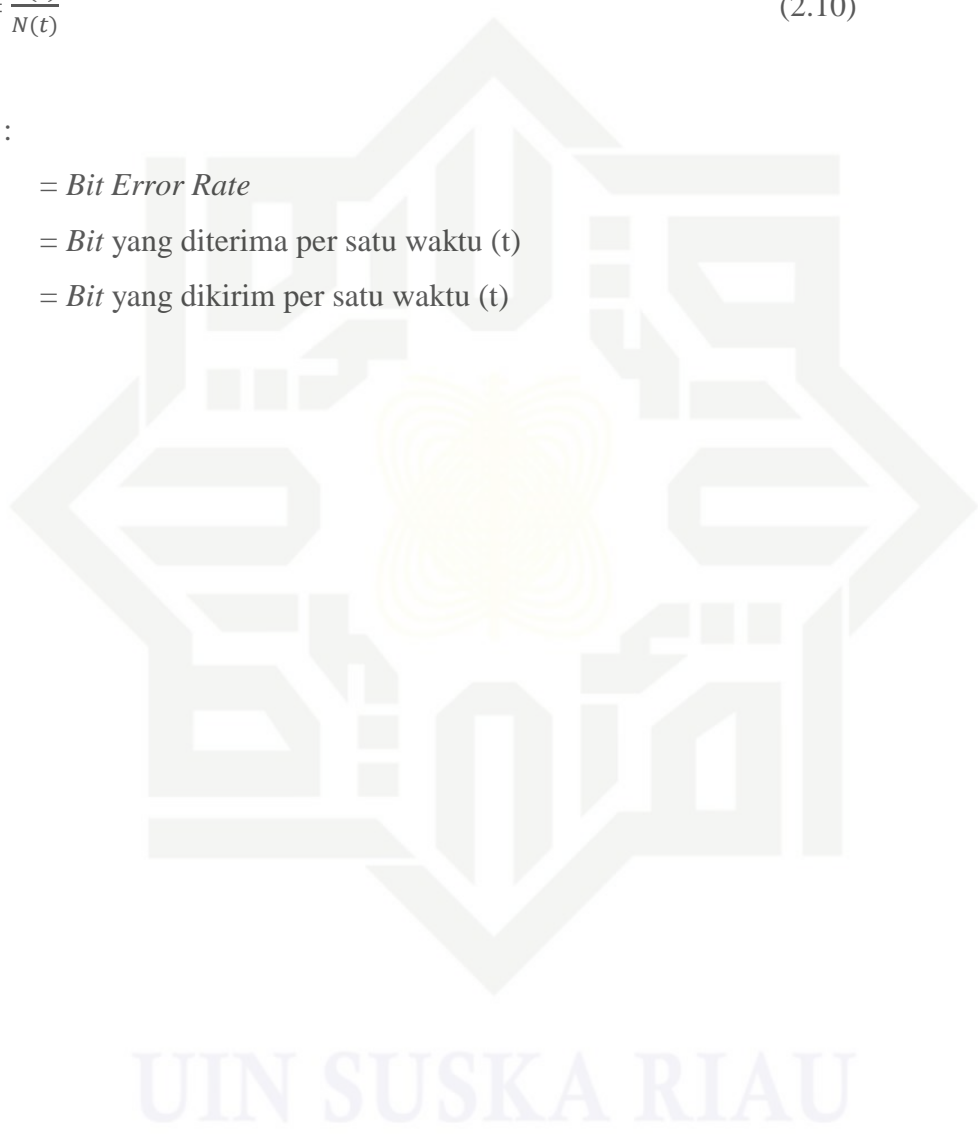 = N(t) (2.10)
:
= Bit Error Rate
= Bit yang diterima per satu waktu (t)
= Bit yang dikirim per satu waktu (t)
UIN SUSKA RIAU